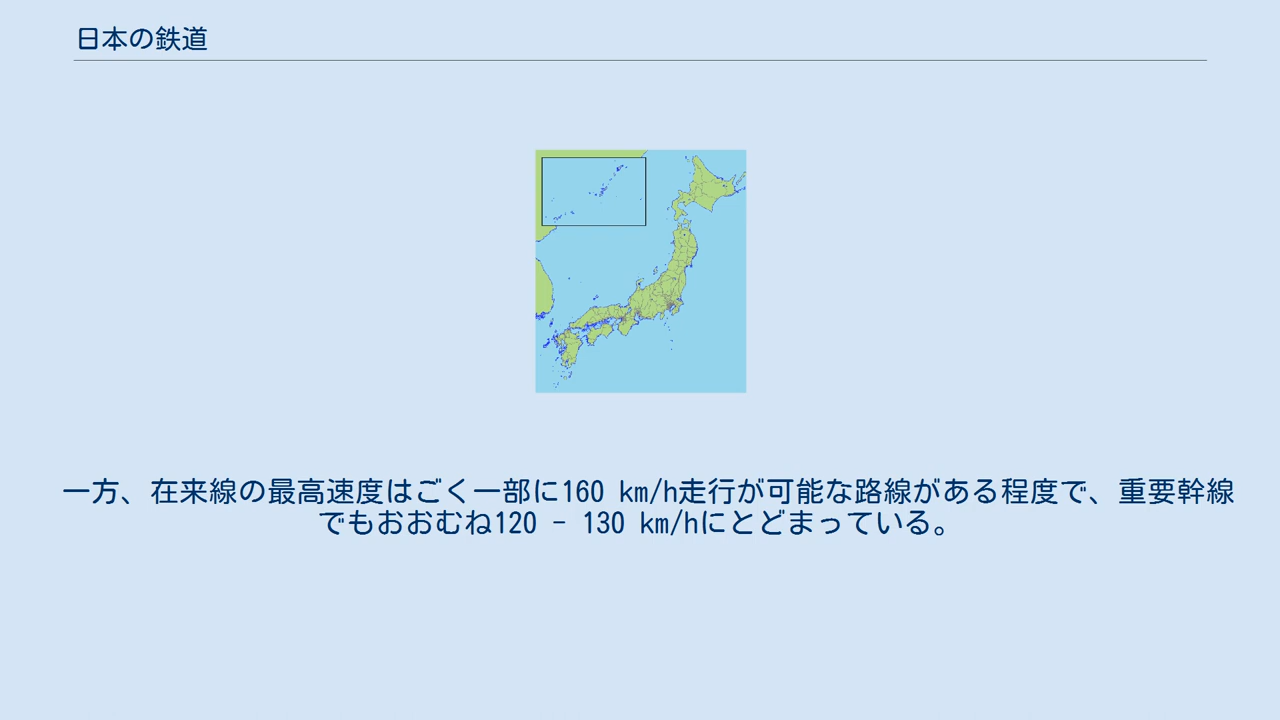 日本の鉄道
一方、在来線の最高速度はごく一部に160 km/h走行が可能な路線がある程度で、重要幹線
でもおおむね120 - 130 km/hにとどまっている。